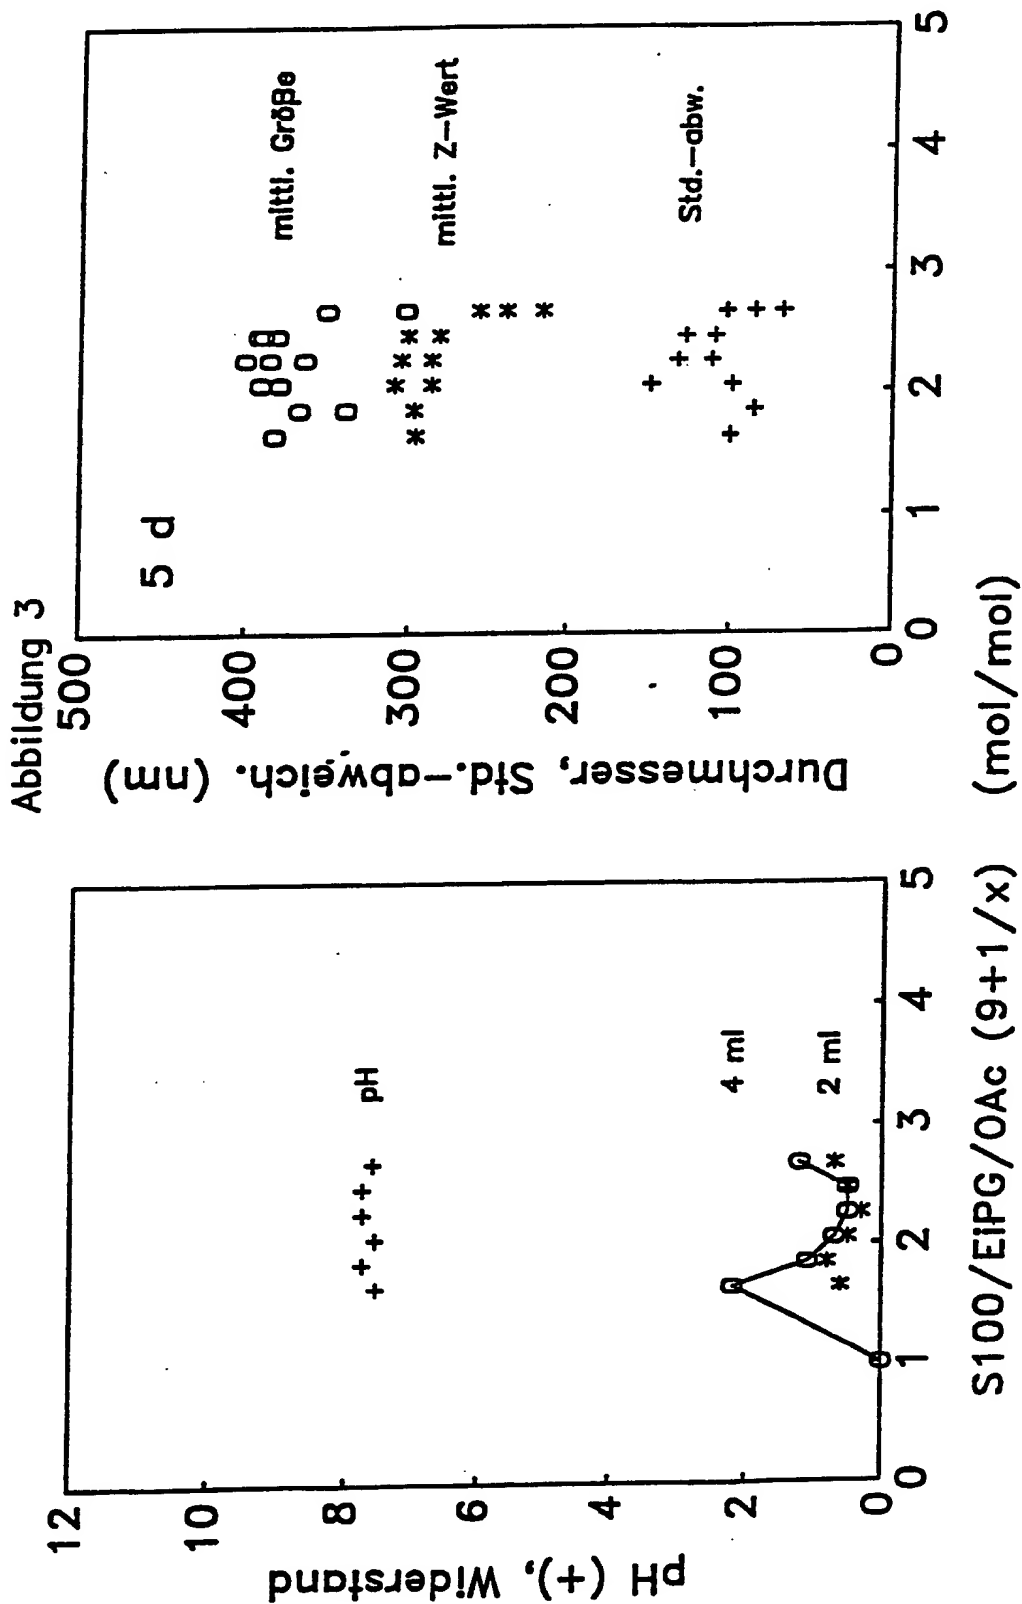 Abbildung 3
pH (+), Widerstand
12
10
8
6
4
2
0
pH
4 ml
2 ml
0
1
2
3
4
5
Durchmesser, Std.-abweich. (nm)
500
400
300
200
100
0
5 d
mittl. Größe
mittl. Z-Wert
Std.-abw.
0
1
2
3
4
5
S100/EiPG/OAc (9+1/x) (mol/mol)